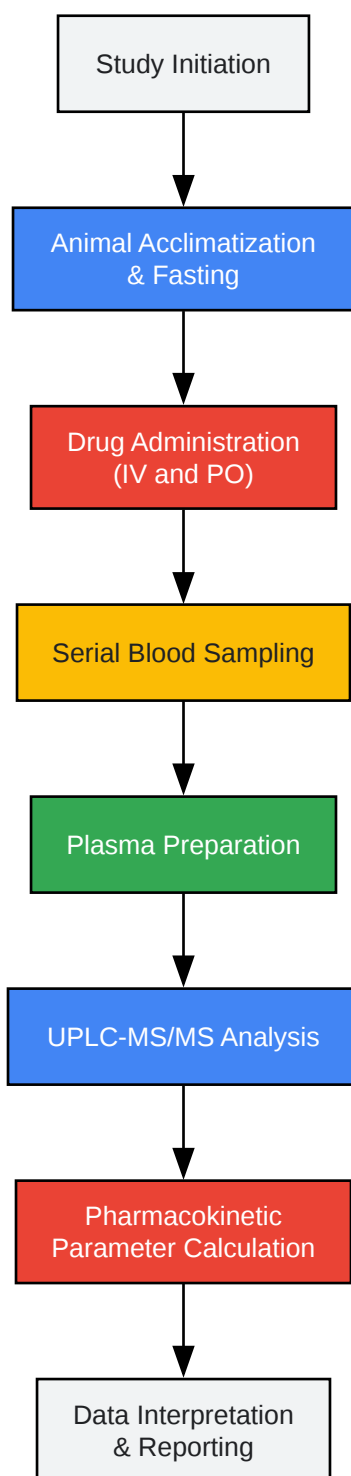 Study Initiation
Animal Acclimatization
& Fasting
Drug Administration
(IV and PO)
Serial Blood Sampling
Plasma Preparation
UPLC-MS/MS Analysis
Pharmacokinetic
Parameter Calculation
Data Interpretation
& Reporting